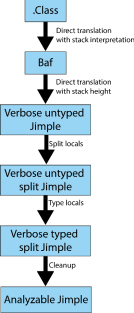 .Class
Direct translation
with stack interpretation
Baf
Direct translation
with stack height
Verbose untyped
Jimple
Split locals
Verbose untyped
split Jimple
Type locals
Verbose typed
split Jimple
Cleanup
Analyzable Jimple